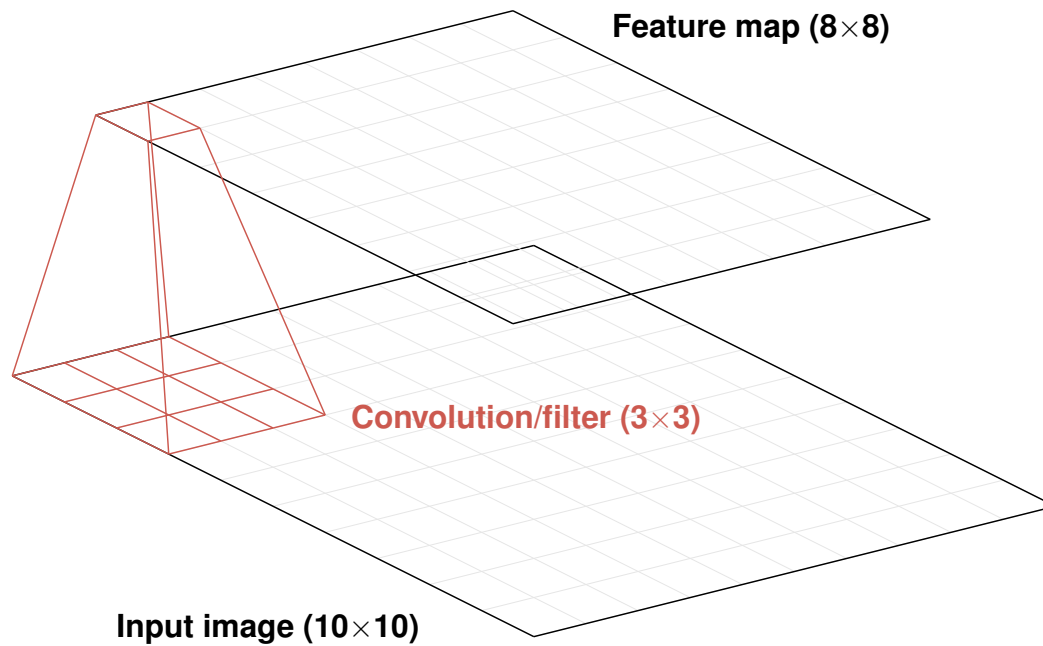 Feature map (8×8)
Convolution/filter (3×3)
Input image (10×10)